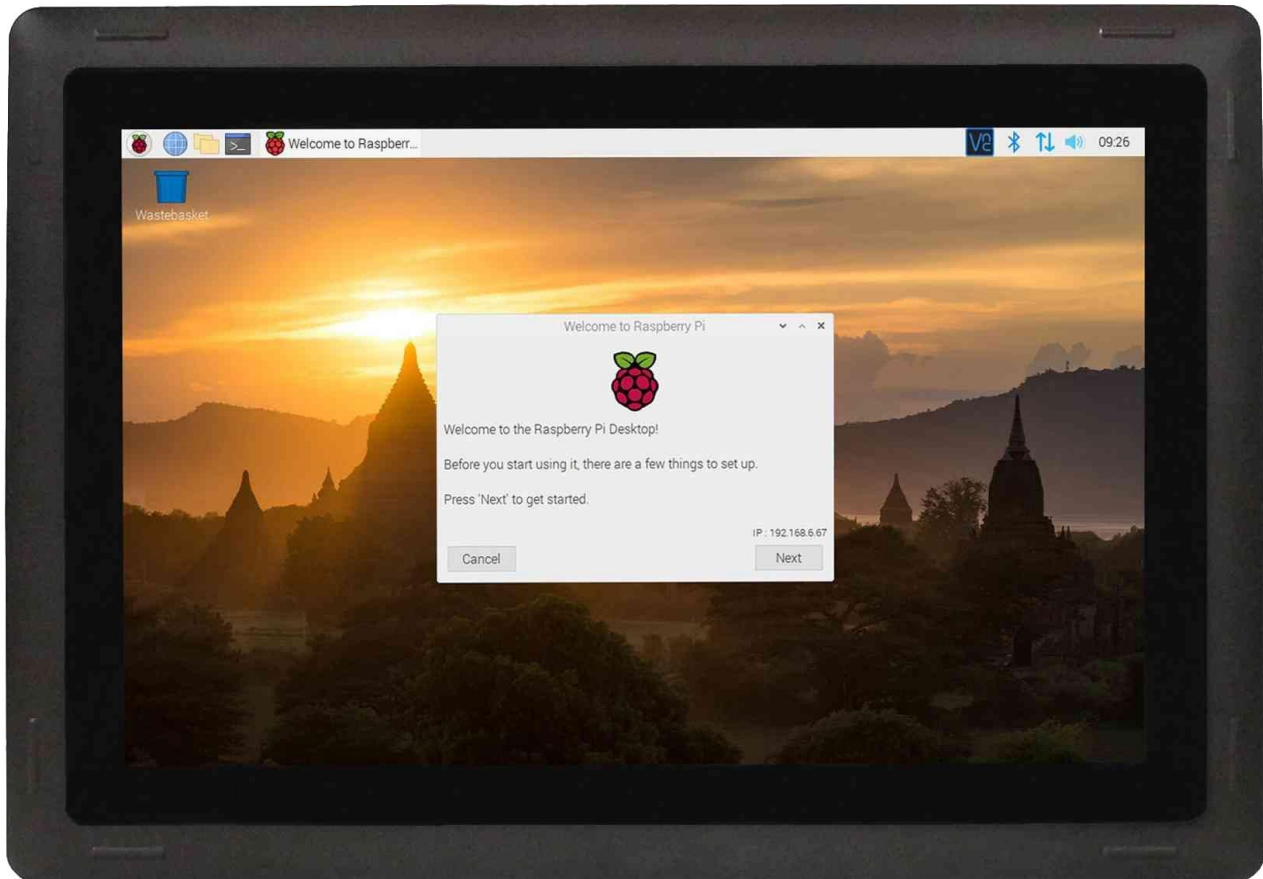 >_
Welcome to Raspberr...
VΩ
09:26
Wastebasket
Welcome to Raspberry Pi
Welcome to the Raspberry Pi Desktop!
Before you start using it, there are a few things to set up.
Press 'Next' to get started.
IP : 192.168.6.67
Cancel
Next